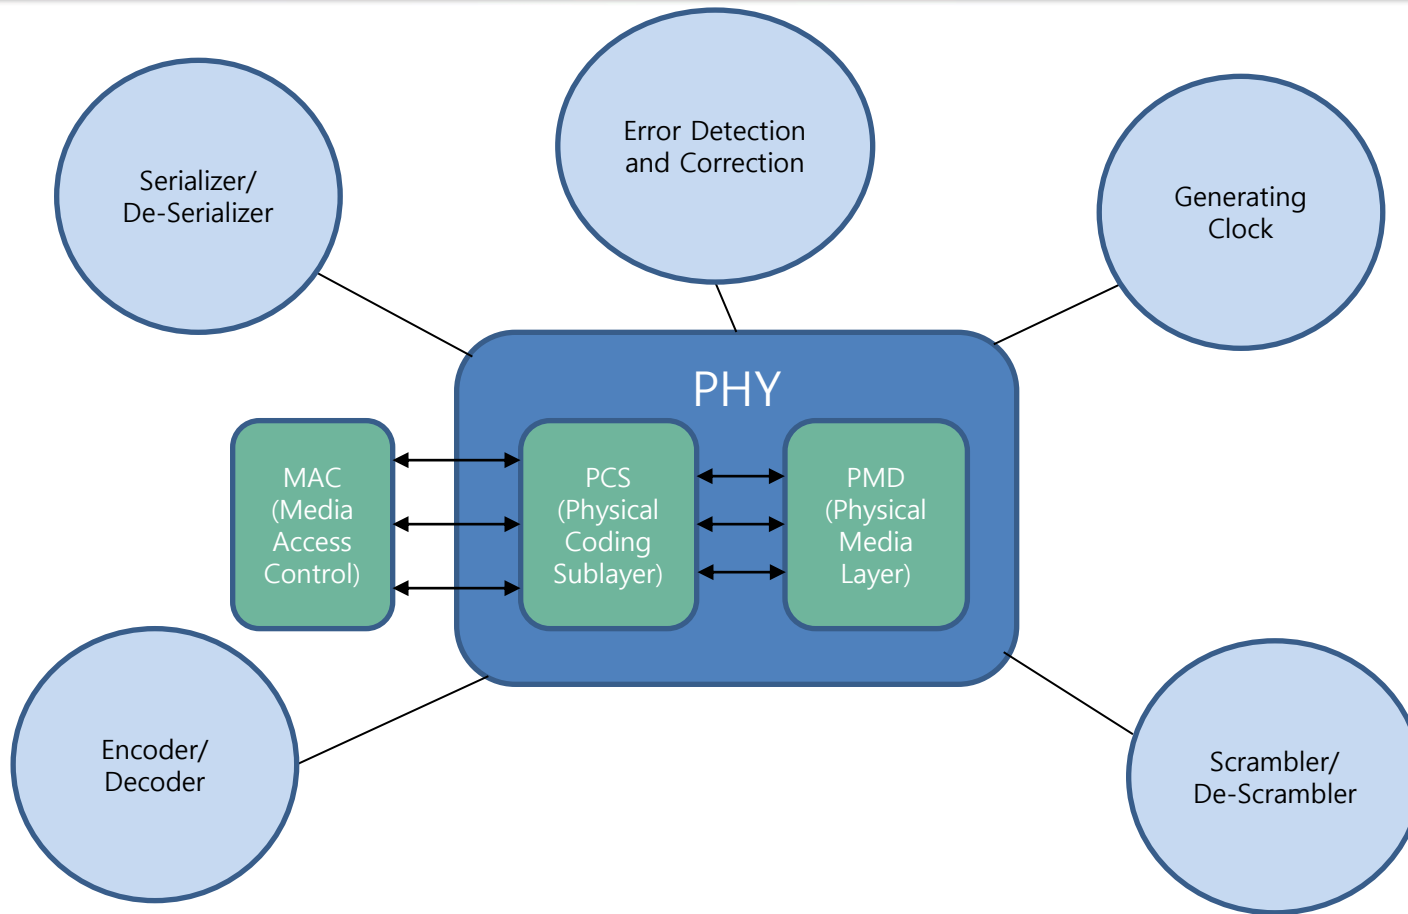 Error Detection
and Correction
Serializer/
De-Serializer
Generating
Clock
PHY
MAC
(Media
Access
Control)
PCS
(Physical
Coding
Sublayer)
PMD
(Physical
Media
Layer)
Encoder/
Decoder
Scrambler/
De-Scrambler